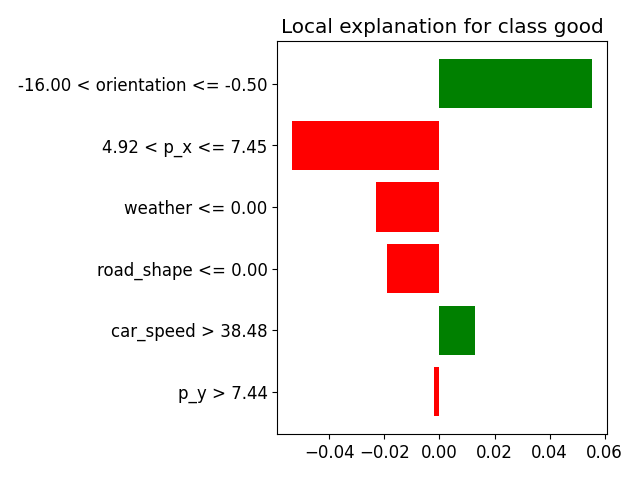 Local explanation for class good
-16.00 < orientation <= -0.50
4.92 < p_x <= 7.45
weather <= 0.00
road_shape <= 0.00
car_speed > 38.48
p_y > 7.44
−0.04 −0.02 0.00 0.02 0.04 0.06